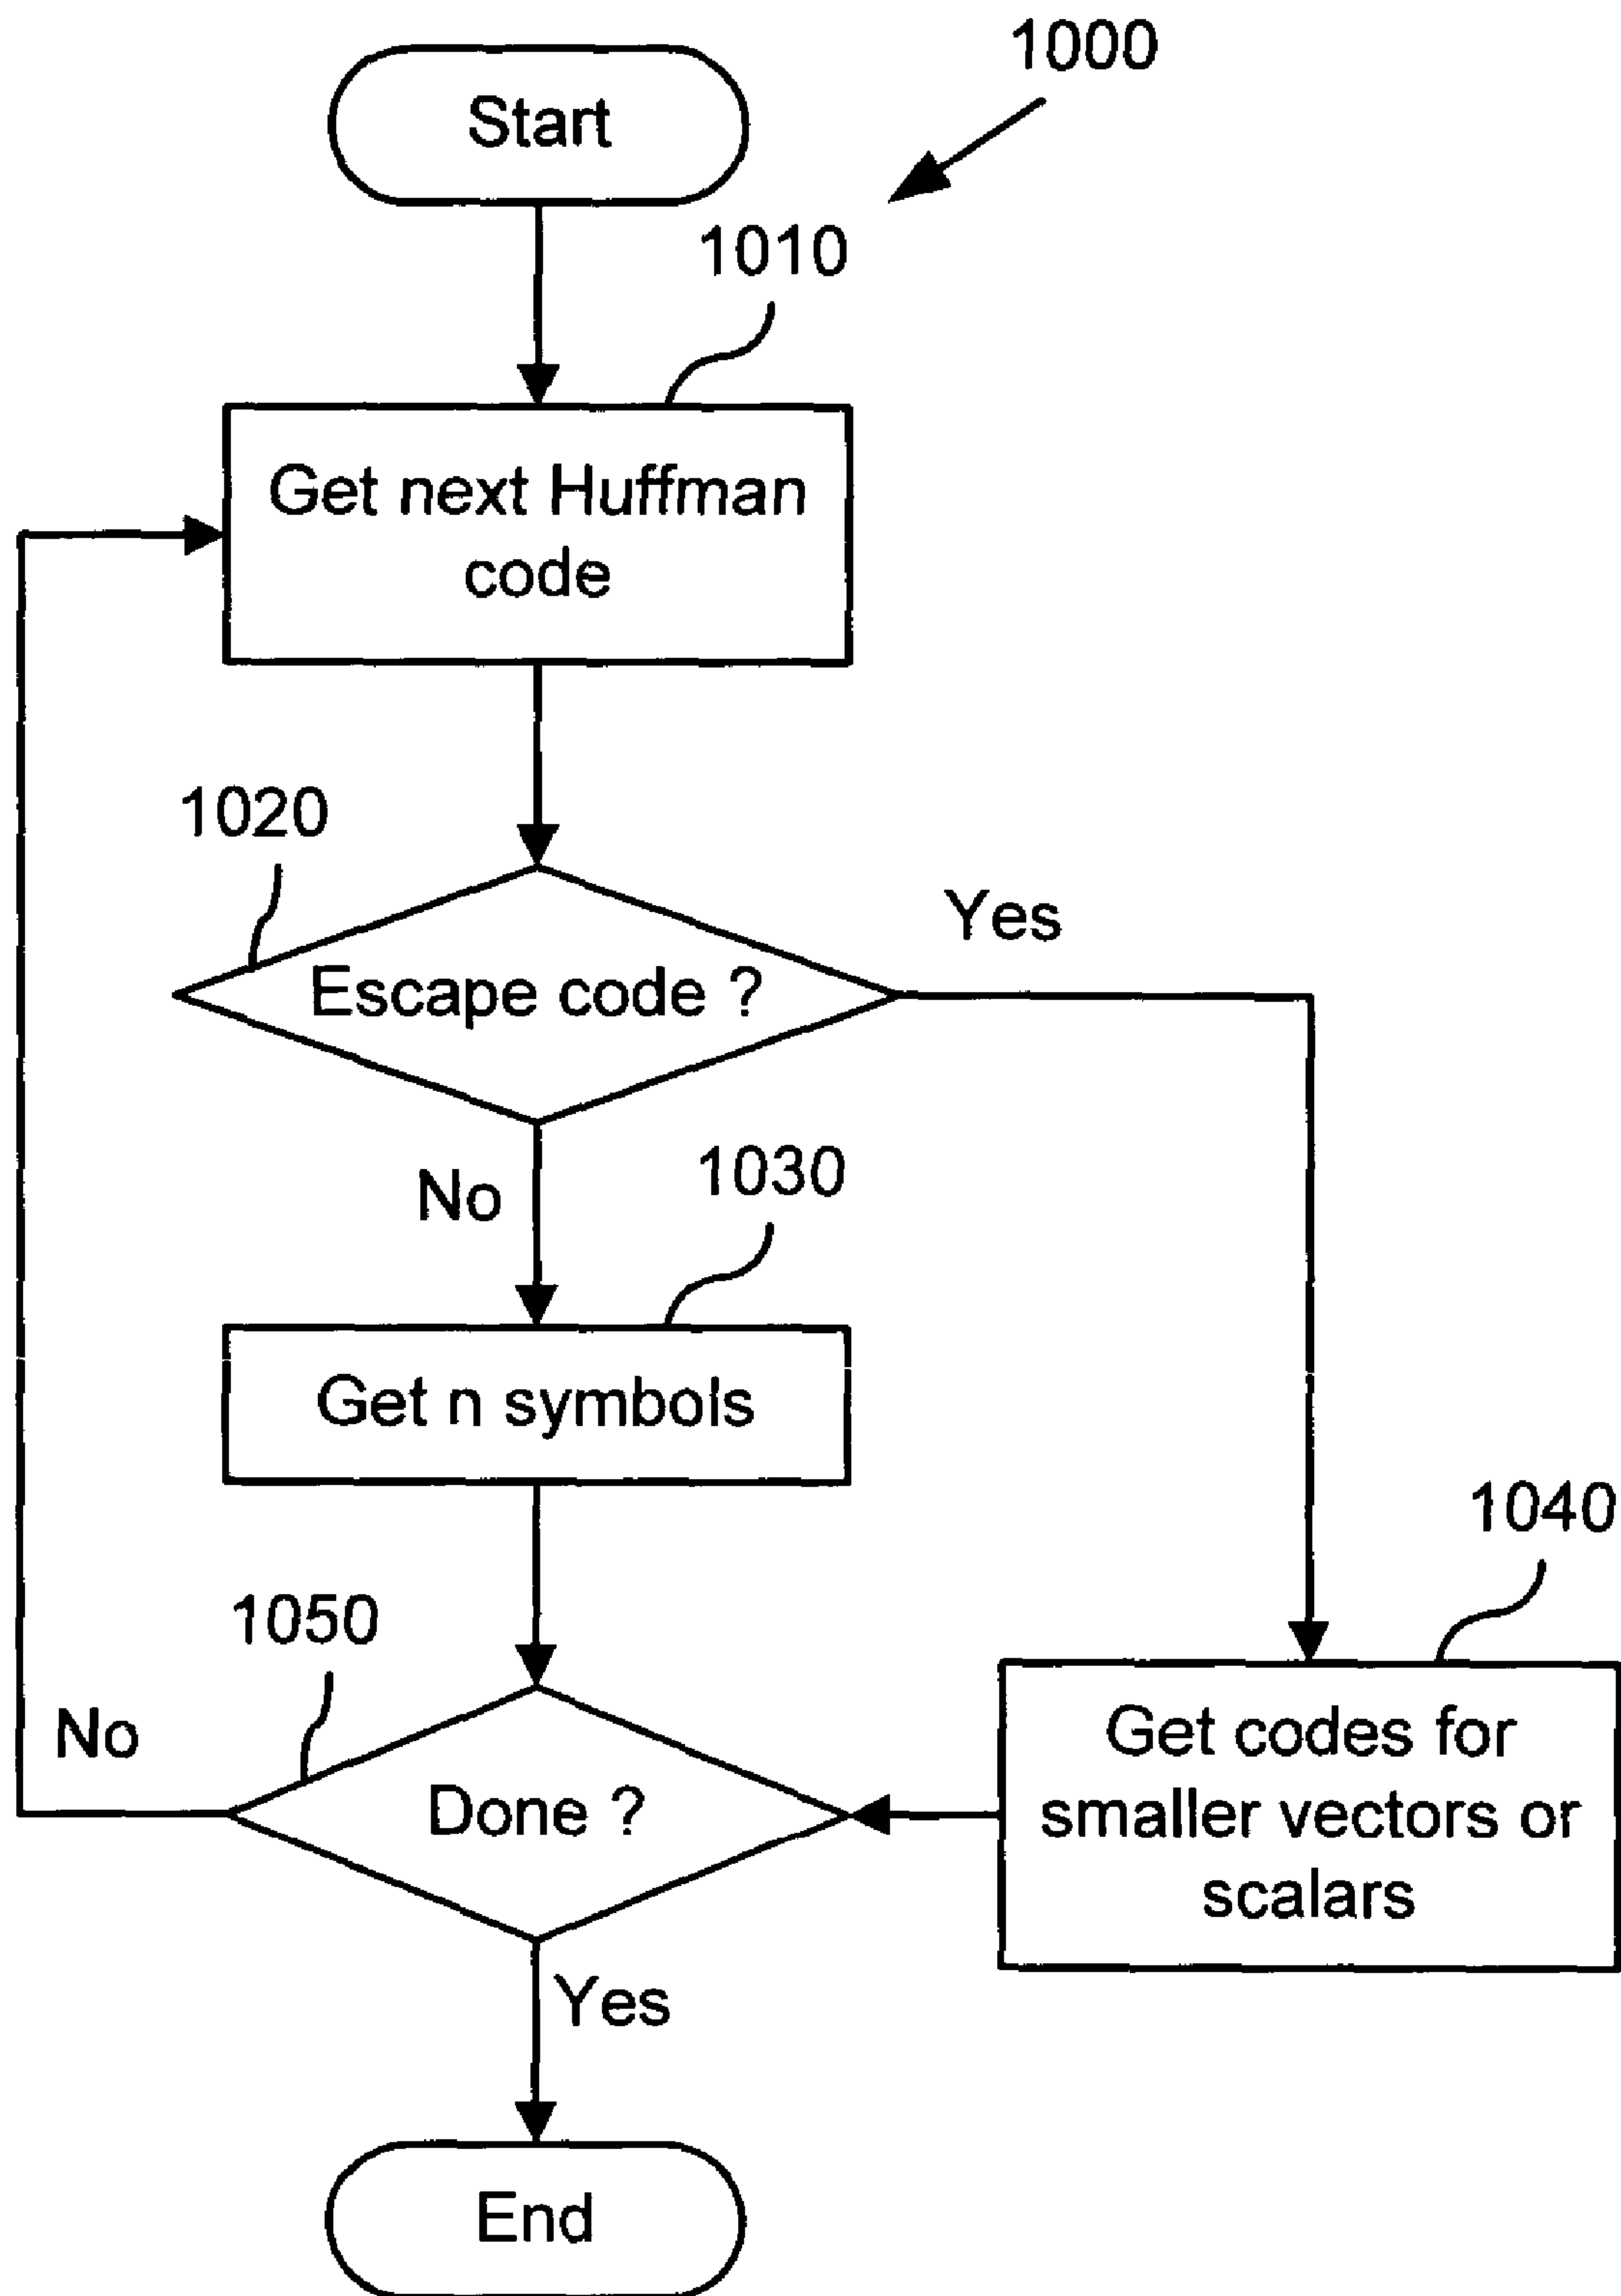 1000
Start
1010
Get next Huffman
code
1020
Yes
Escape code ?
No
1030
Get n symbols
1040
1050
No
Done ?
Get codes for
smaller vectors or
scalars
Yes
End